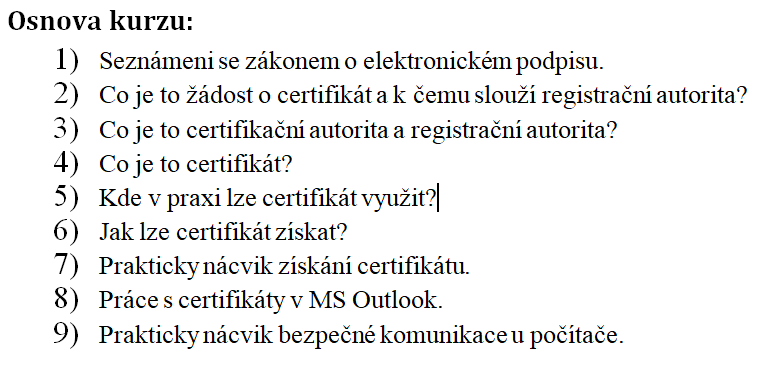 Osnova kurzu:
1) Seznámeni se zákonem o elektronickém podpisu.
2) Co je to žádost o certifikát a k čemu slouží registrační autorita?
3) Co je to certifikační autorita a registrační autorita?
4) Co je to certifikát?
5) Kde v praxi lze certifikát využit?
6) Jak lze certifikát získat?
7) Prakticky nácvik získání certifikátu.
8) Práce s certifikáty v MS Outlook.
9) Prakticky nácvik bezpečné komunikace u počítače.